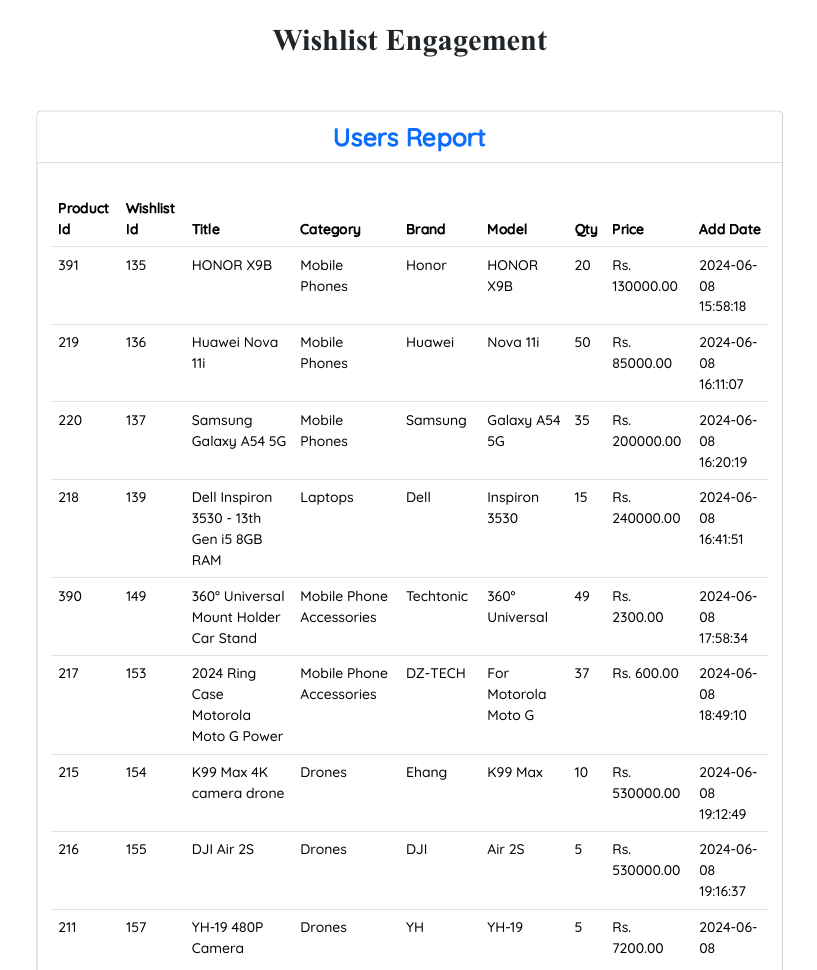 Wishlist Engagement
Users Report
Product Wishlist
Id Id Title Category Brand Model Qty Price Add Date
391 135 HONOR X9B Mobile Honor HONOR 20 Rs. 2024-06-
Phones X9B 130000.00 08
15:58:18
219 136 Huawei Nova Mobile Huawei Nova 11i 50 Rs. 2024-06-
11i Phones 85000.00 08
16:11:07
220 137 Samsung Mobile Samsung Galaxy A54 35 Rs. 2024-06-
Galaxy A54 5G Phones 5G 200000.00 08
16:20:19
218 139 Dell Inspiron Laptops Dell Inspiron 15 Rs. 2024-06-
3530 - 13th 3530 240000.00 08
Gen i5 8GB 16:41:51
RAM
390 149 360° Universal Mobile Phone Techtonic 360° 49 Rs. 2024-06-
Mount Holder Accessories Universal 2300.00 08
Car Stand 17:58:34
217 153 2024 Ring Mobile Phone DZ-TECH For 37 Rs. 600.00 2024-06-
Case Accessories Motorola 08
Motorola Moto G 18:49:10
Moto G Power
215 154 K99 Max 4K Drones Ehang K99 Max 10 Rs. 2024-06-
camera drone 530000.00 08
19:12:49
216 155 DJI Air 2S Drones DJI Air 2S 5 Rs. 2024-06-
530000.00 08
19:16:37
211 157 YH-19 480P Drones YH YH-19 5 Rs. 2024-06-
Camera 7200.00 08